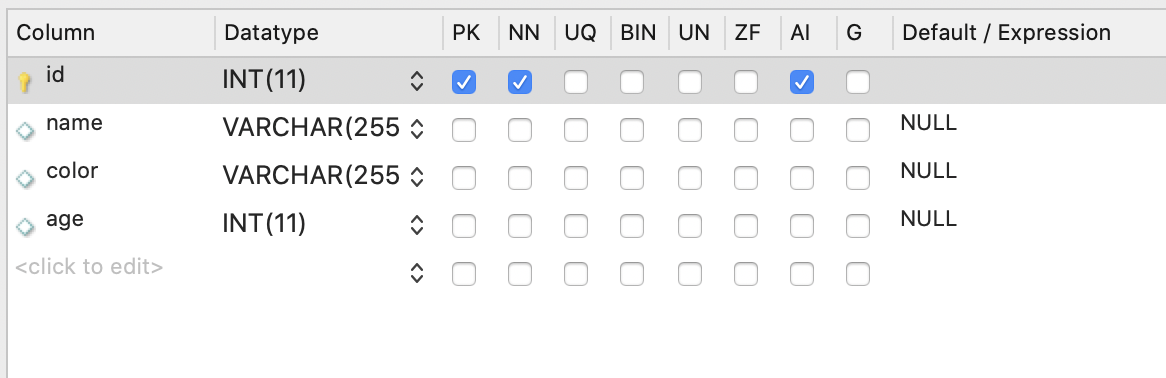 Column Datatype PK NN UQ BIN UN ZF AI G Default / Expression
id INT(11)
name VARCHAR(255 NULL
color VARCHAR(255 NULL
age INT(11) NULL
<click to edit>